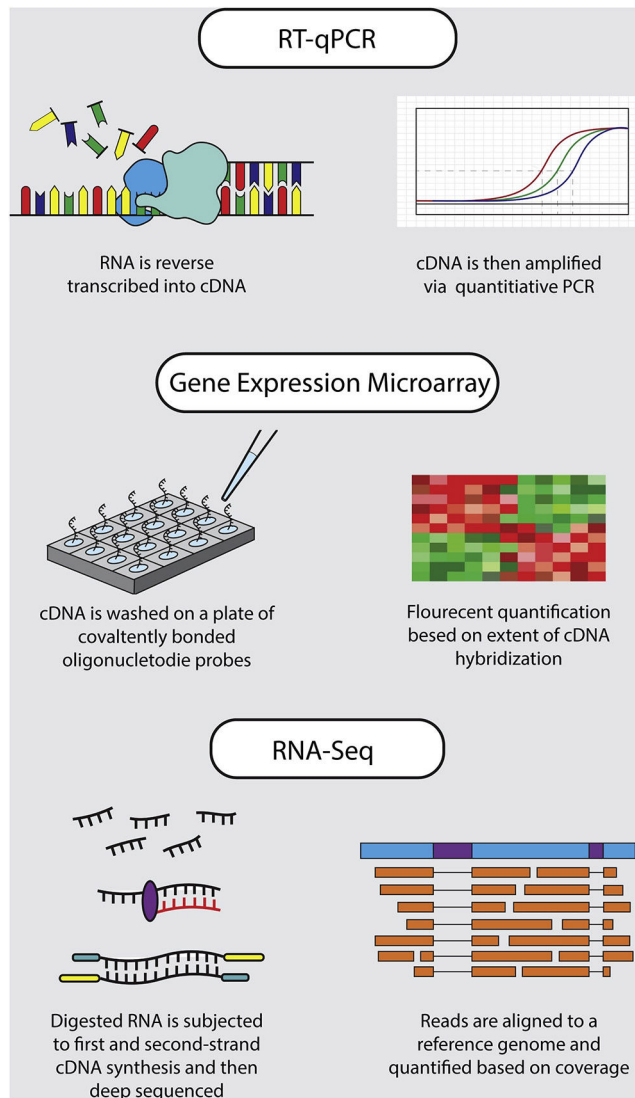 RT-qPCR
RNA is reverse
transcribed into cDNA
cDNA is then amplified
via quantitiative PCR
Gene Expression Microarray
cDNA is washed on a plate of
covaltently bonded
oligonucletodie probes
Flourecent quantification
besed on extent of cDNA
hybridization
RNA-Seq
Digested RNA is subjected
to first and second-strand
cDNA synthesis and then
deep sequenced
Reads are aligned to a
reference genome and
quantified based on coverage